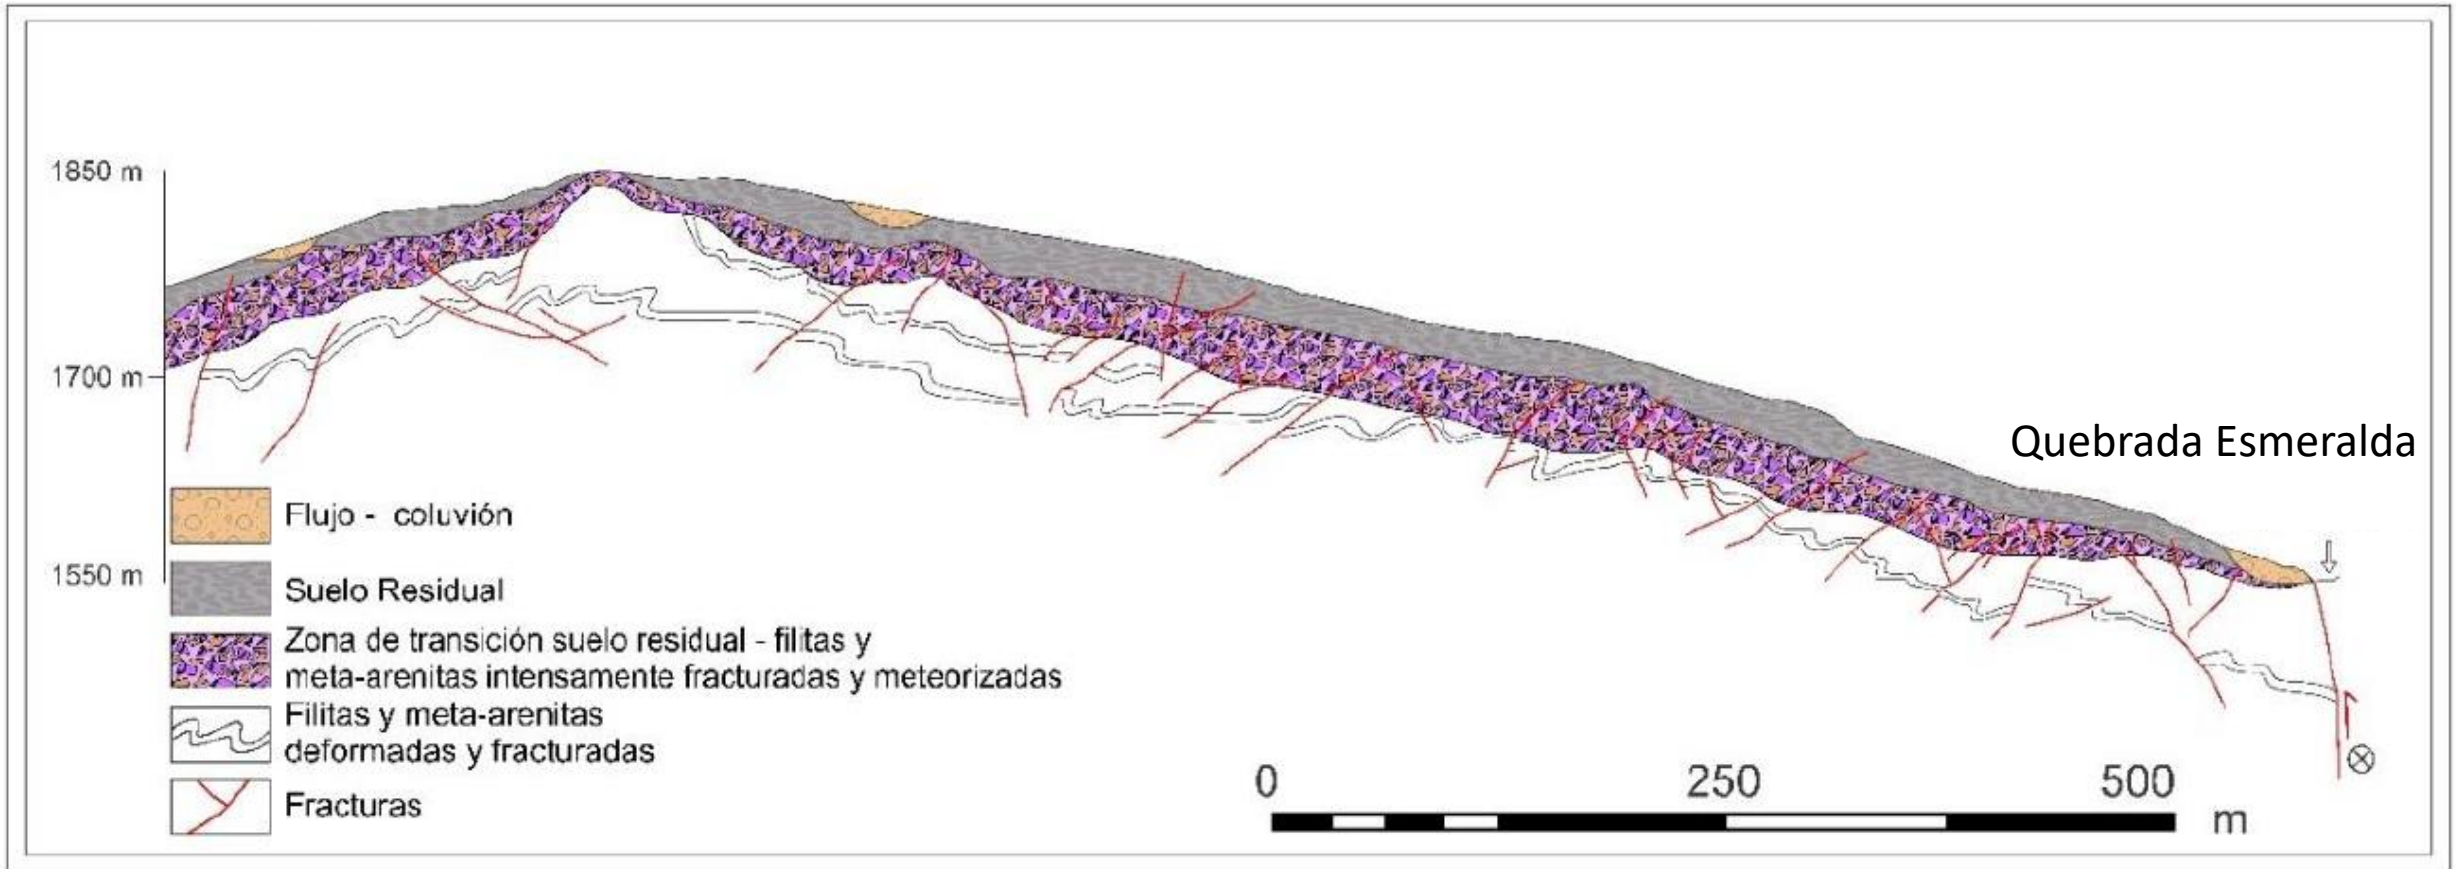 1850 m
1700 m
1550 m
Quebrada Esmeralda
Flujo - coluvión
Suelo Residual
Zona de transición suelo residual - filitas y
meta-arenitas intensamente fracturadas y meteorizadas
Filitas y meta-arenitas
deformadas y fracturadas
Fracturas
0 250 500
m